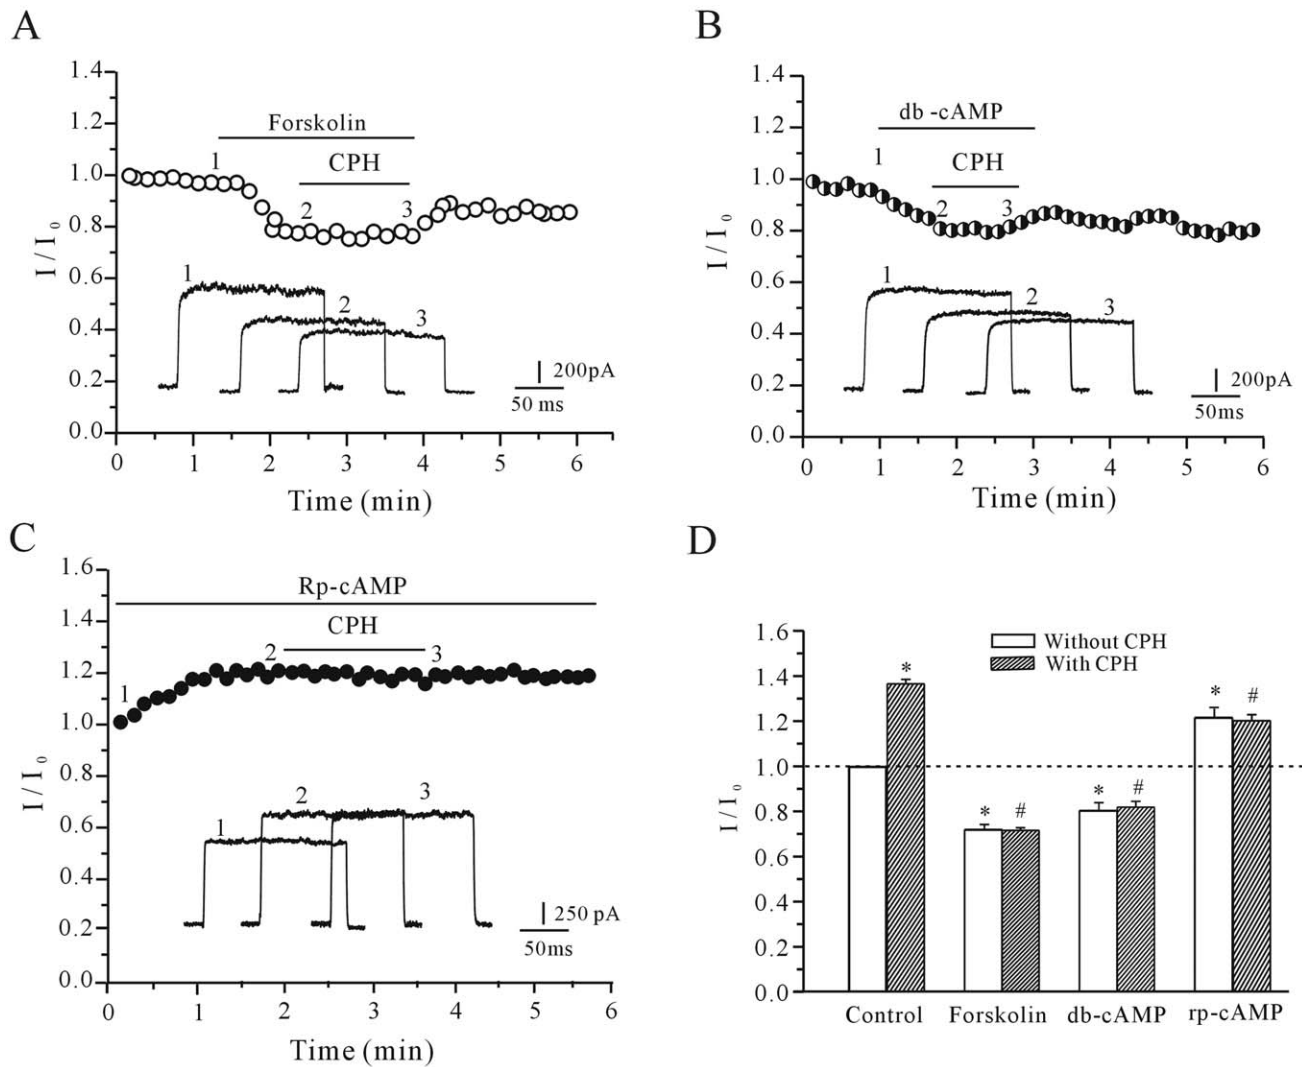 A
1.4
1.2
1.0
0.8
0.6
0.4
0.2
0.0
I / I0
Forskolin
CPH
1
2
3
1
2
3
200pA
50 ms
0 1 2 3 4 5 6
Time (min)
B
1.4
1.2
1.0
0.8
0.6
0.4
0.2
0.0
I / I0
db -cAMP
CPH
1
2
3
1
2
3
200pA
50ms
0 1 2 3 4 5 6
Time (min)
C
1.6
1.4
1.2
1.0
0.8
0.6
0.4
0.2
0.0
I / I0
Rp-cAMP
CPH
1
2
3
1
2
3
250 pA
50ms
0 1 2 3 4 5 6
Time (min)
D
1.6
1.4
1.2
1.0
0.8
0.6
0.4
0.2
0.0
I / I0
Without CPH
With CPH
*
* #
* #
* #
Control Forskolin db-cAMP rp-cAMP